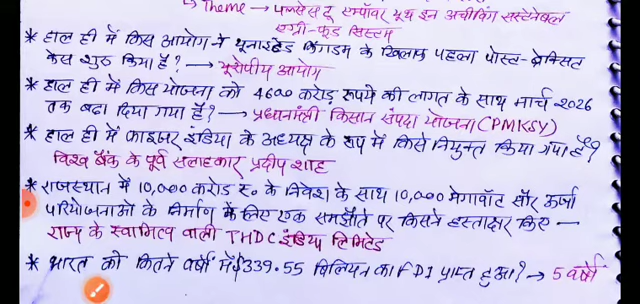 Theme → पल्सेस टू एम्पॉवर यूथ इन अचीविंग सस्टेनेबल
एग्री-फूड सिस्टम
* हाल ही में किस आयोग ने यूनाइटेड किंगडम के खिलाफ पहला पोस्ट-ब्रेक्सिट
केस शुरू किया है? → यूरोपीय आयोग
* हाल ही में किस योजना को 4600 करोड़ रूपये की लागत के साथ मार्च 2026
तक बढ़ा दिया गया है? → प्रधानमंत्री किसान संपदा योजना (PMKSY)
* हाल ही में फाइजर इंडिया के अध्यक्ष के रूप में किसे नियुक्त किया गया है?
विश्व बैंक के पूर्व सलाहकार प्रदीप शाह
* राजस्थान में 10,000 करोड़ रु० के निवेश के साथ 10,000 मेगावॉट सौर ऊर्जा
परियोजनाओं के निर्माण के लिए एक समझौते पर किसने हस्ताक्षर किए -
राज्य के स्वामित्व वाली THDC इंडिया लिमिटेड
* भारत को कितने वर्षों में $339.55 बिलियन का FDI प्राप्त हुआ? → 5 वर्षों